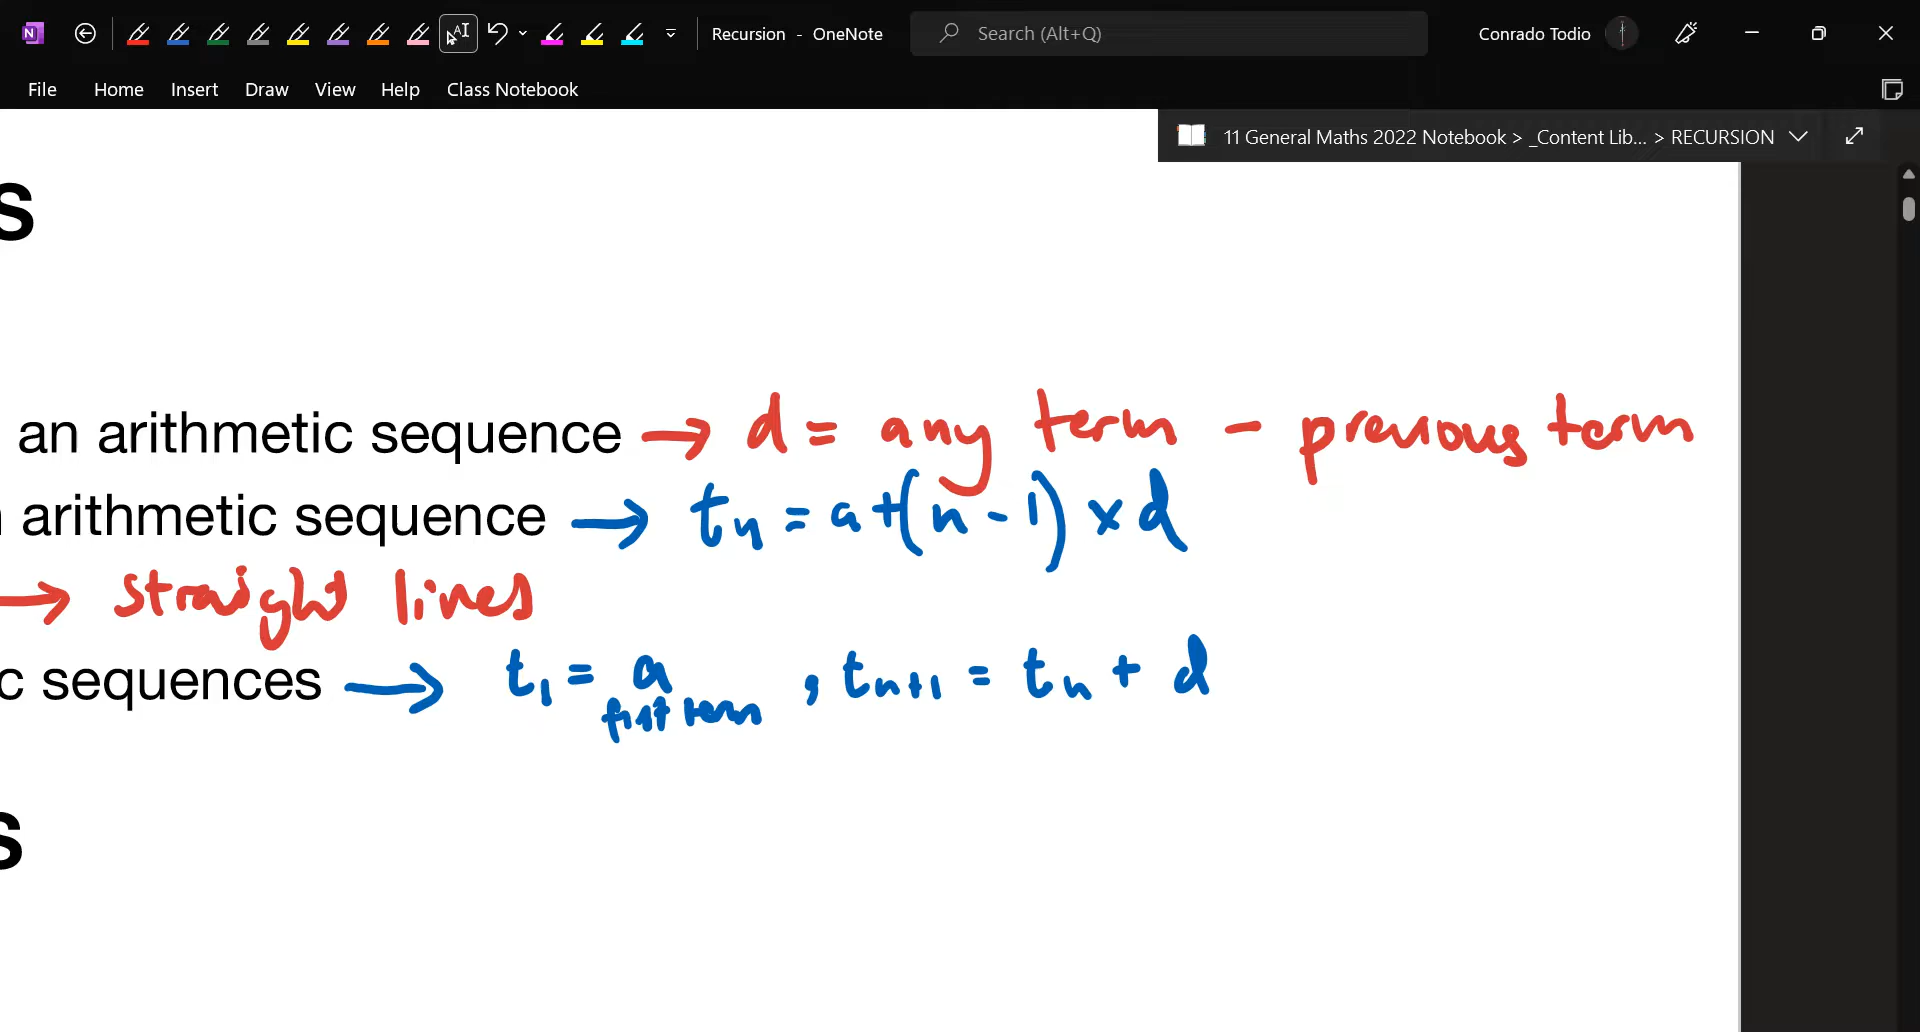 Recursion - OneNote
Search (Alt+Q)
Conrado Todio
File Home Insert Draw View Help Class Notebook
11 General Maths 2022 Notebook > _Content Lib... > RECURSION
s
an arithmetic sequence → d = any term - previous term
arithmetic sequence → tₙ = a + (n - 1) × d
→ straight lines
c sequences → t₁ = a , tₙ₊₁ = tₙ + d
first term
s